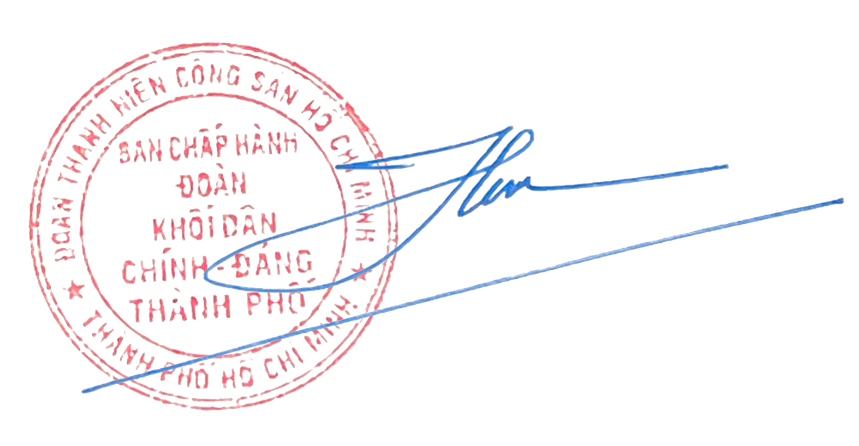 ĐOÀN THANH NIÊN CỘNG SẢN HỒ CHÍ MINH
BAN CHẤP HÀNH
ĐOÀN
KHỐI DÂN
CHÍNH - ĐẢNG
THÀNH PHỐ
★ THÀNH PHỐ HỒ CHÍ MINH ★